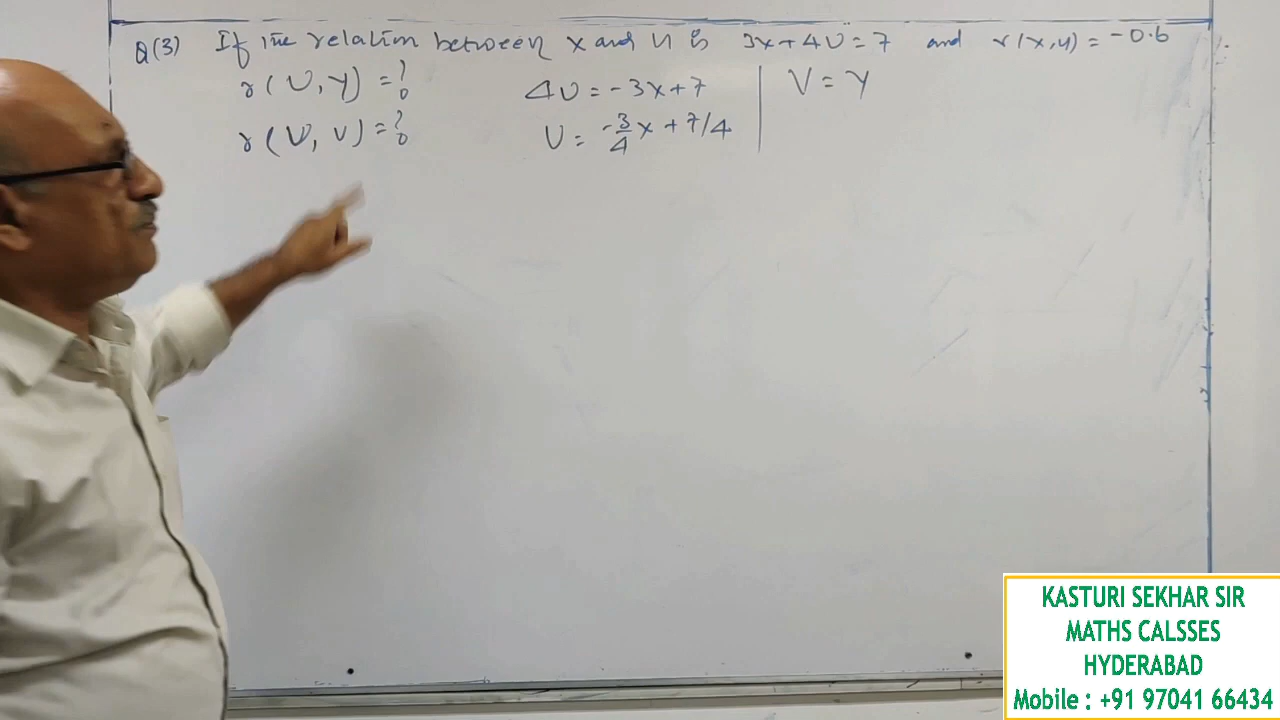 Q(3) If the relation between x and u is 3x + 4U = 7 and r(x,y) = -0.6
r(U, y) = ?
r(U, v) = ?
4U = -3x + 7
U = -3/4 x + 7/4
V = y
KASTURI SEKHAR SIR
MATHS CALSSES
HYDERABAD
Mobile : +91 97041 66434